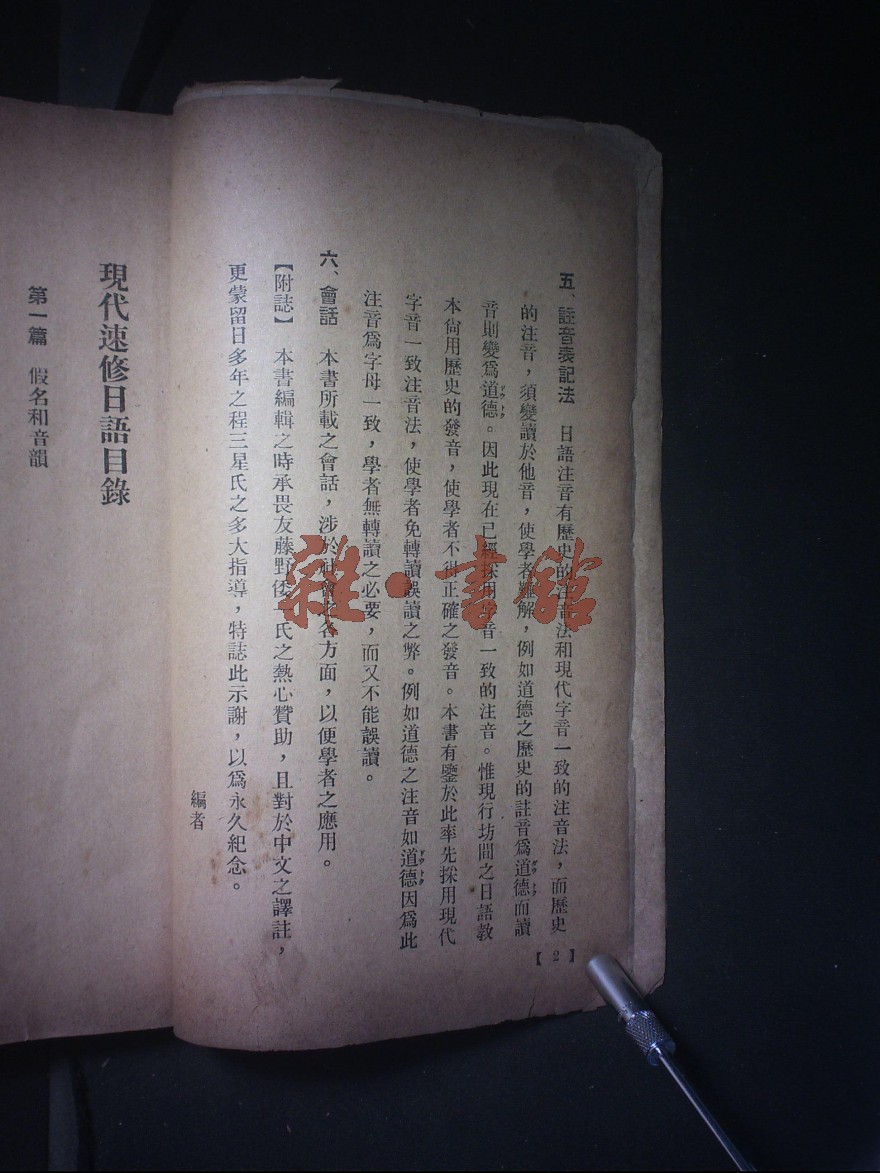 五、註音表記法 日語注音有歷史的注音法和現代字音一致的注音法，而歷史
的注音，須變讀於他音，使學者難解，例如道德之歷史的註音爲道德而讀
音則變爲道德。因此現在已經採用 音一致的注音。惟現行坊間之日語教
本尙用歷史的發音，使學者不得正確之發音。本書有鑒於此率先採用現代
字音一致注音法，使學者免轉讀誤讀之弊。例如道德之注音如道德因爲此
注音爲字母一致，學者無轉讀之必要，而又不能誤讀。
六、會話 本書所載之會話，涉於社會之各方面，以便學者之應用。
【附誌】 本書編輯之時承畏友藤野倭 氏之熱心贊助，且對於中文之譯註，
更蒙留日多年之程三星氏之多大指導，特誌此示謝，以爲永久紀念。
編者
【2】
現代速修日語目錄
第一篇 假名和音韻
雜·書館